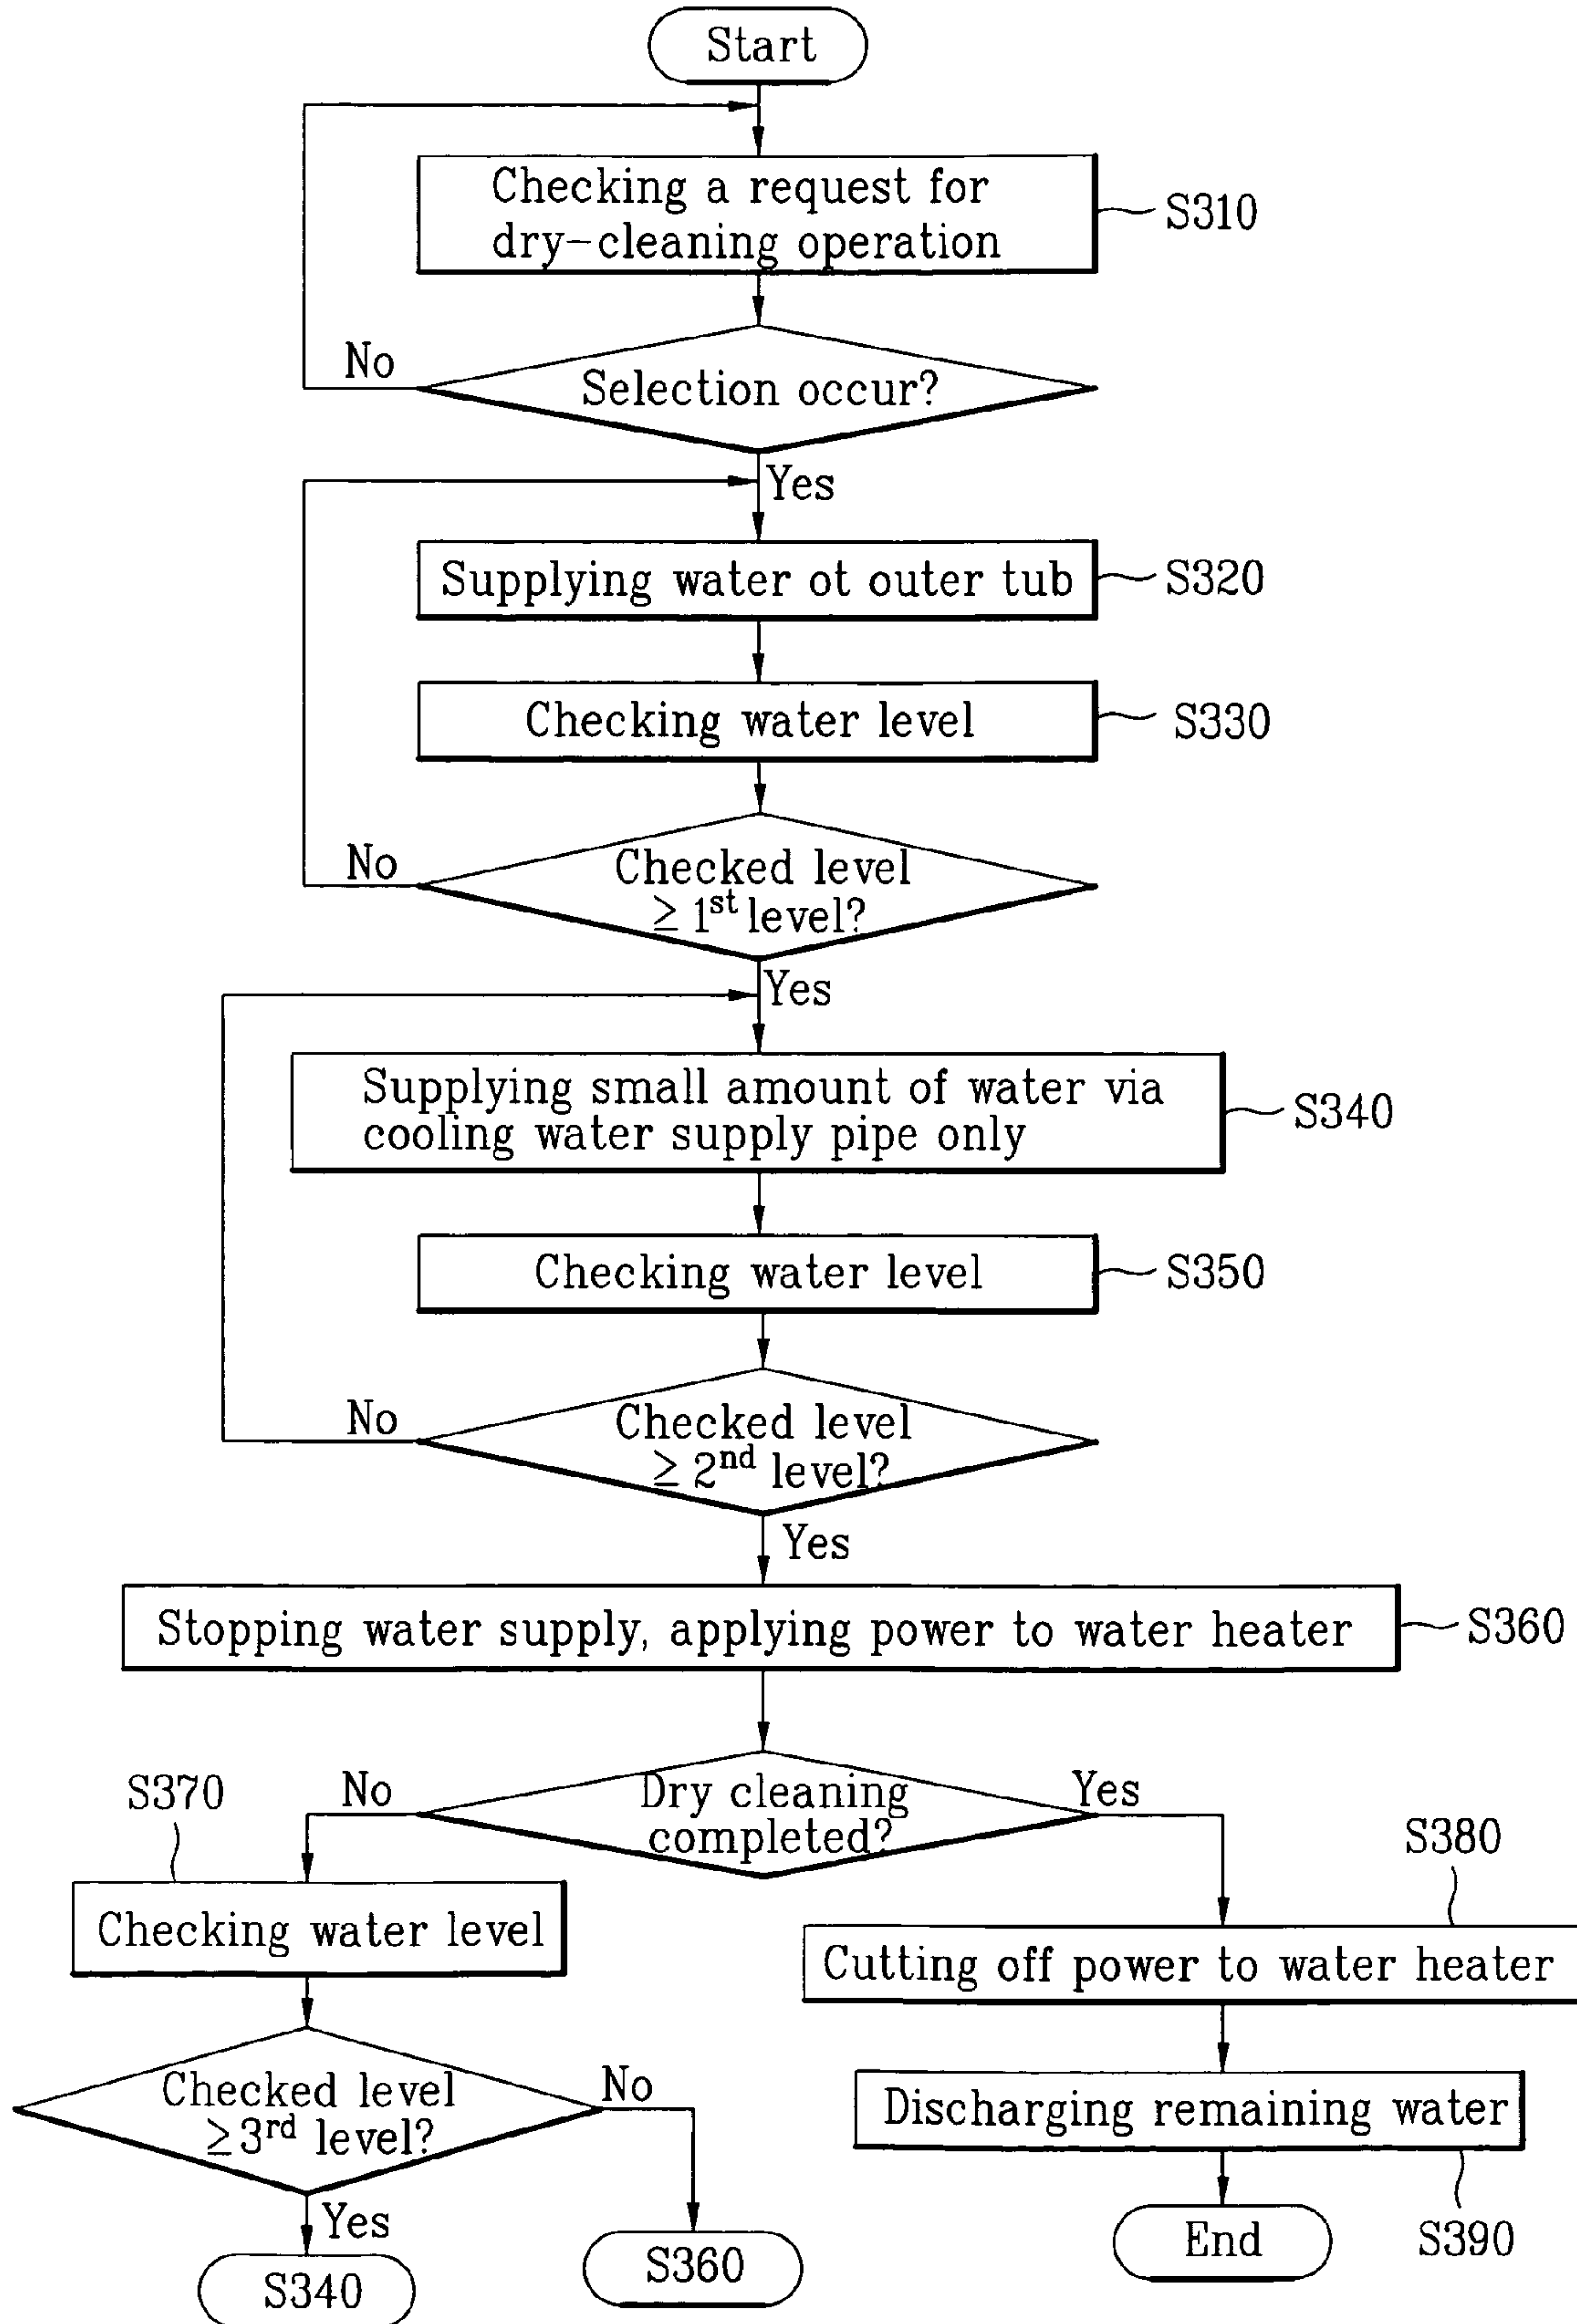 Start
Checking a request for
dry-cleaning operation
S310
No
Selection occur?
Yes
Supplying water ot outer tub
S320
Checking water level
S330
No
Checked level
≥ 1st level?
Yes
Supplying small amount of water via
cooling water supply pipe only
S340
Checking water level
S350
No
Checked level
≥ 2nd level?
Yes
Stopping water supply, applying power to water heater
S360
S370
No
Dry cleaning
completed?
Yes
S380
Checking water level
Cutting off power to water heater
Checked level
≥3rd level?
No
Discharging remaining water
Yes
S340
S360
End
S390